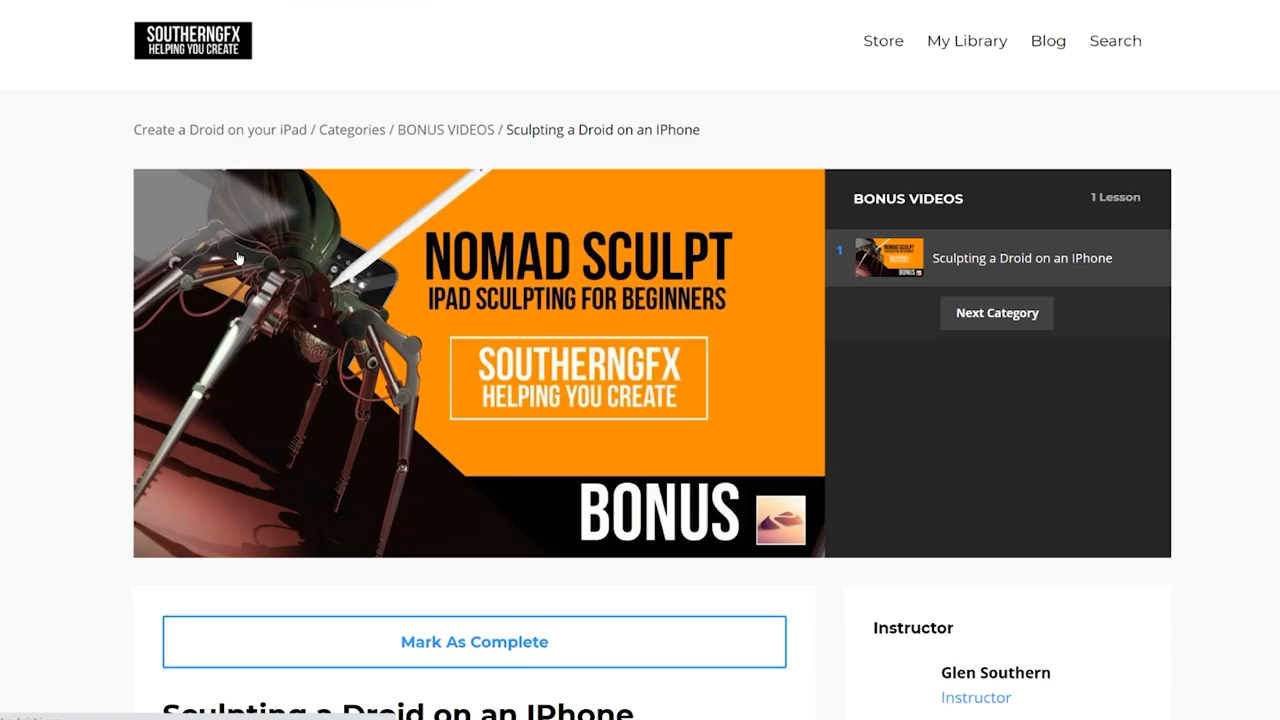 SOUTHERNGFX
HELPING YOU CREATE
Store
My Library
Blog
Search
Create a Droid on your iPad / Categories / BONUS VIDEOS / Sculpting a Droid on an IPhone
NOMAD SCULPT
IPAD SCULPTING FOR BEGINNERS
SOUTHERNGFX
HELPING YOU CREATE
BONUS
BONUS VIDEOS
1 Lesson
1
NOMAD SCULPT
BONUS
Sculpting a Droid on an IPhone
Next Category
Mark As Complete
Sculpting a Droid on an IPhone
Instructor
Glen Southern
Instructor